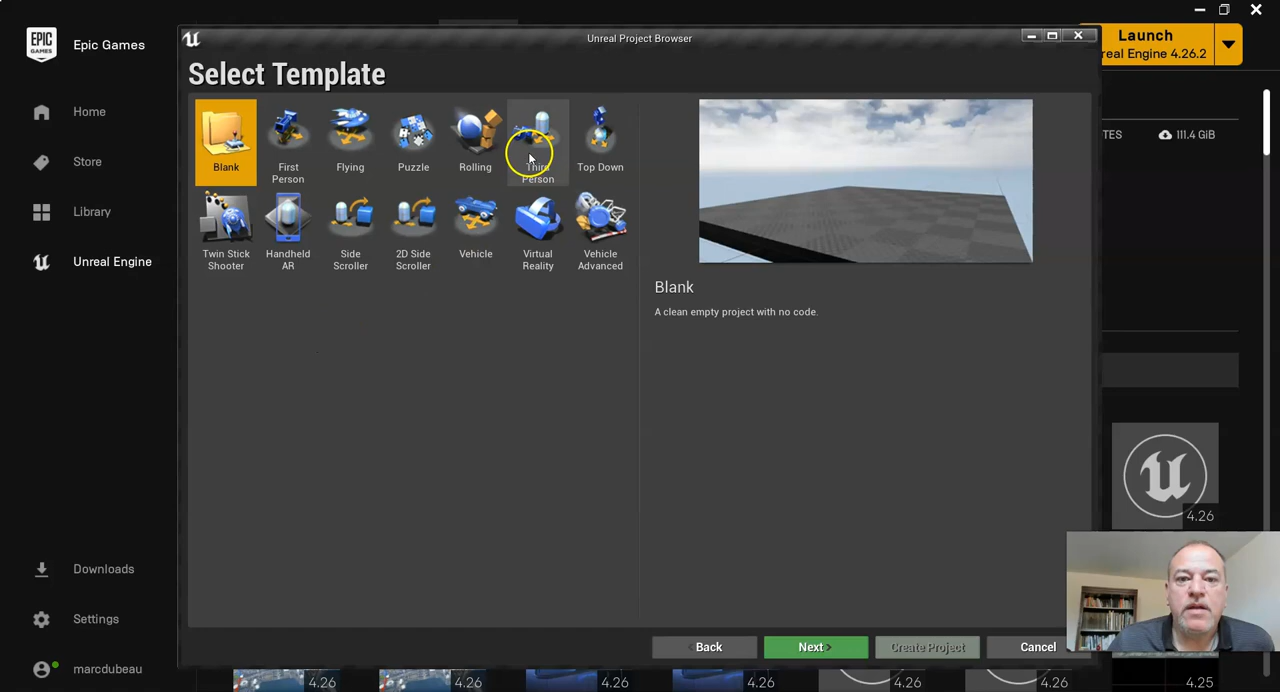 EPIC
GAMES
Epic Games
Home
Store
Library
Unreal Engine
Downloads
Settings
marcdubeau
Unreal Project Browser
Select Template
Blank
First
Person
Flying
Puzzle
Rolling
Third
Person
Top Down
Twin Stick
Shooter
Handheld
AR
Side
Scroller
2D Side
Scroller
Vehicle
Virtual
Reality
Vehicle
Advanced
Blank
A clean empty project with no code.
Back
Next >
Create Project
Cancel
Launch
real Engine 4.26.2
TES
111.4 GiB
4.26
4.26
4.26
4.26
4.26
4.26
4.26
4.25